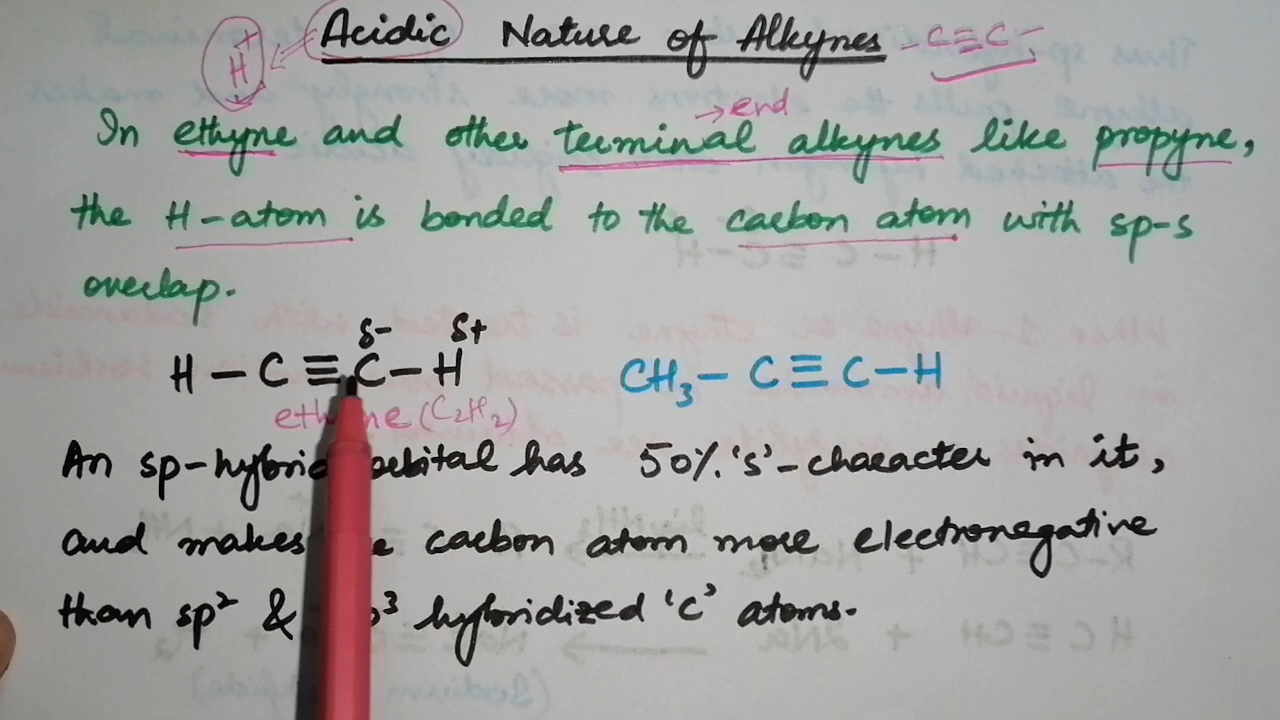 H+ Acidic Nature of Alkynes -C≡C-
→end
In ethyne and other terminal alkynes like propyne,
the H-atom is bonded to the carbon atom with sp-s
overlap.
δ- δ+
H-C≡C-H CH3-C≡C-H
(C2H2)
An orbital has 50% 's'-character in it,
and makes carbon atom more electronegative
than sp2 & hybridized 'C' atoms.